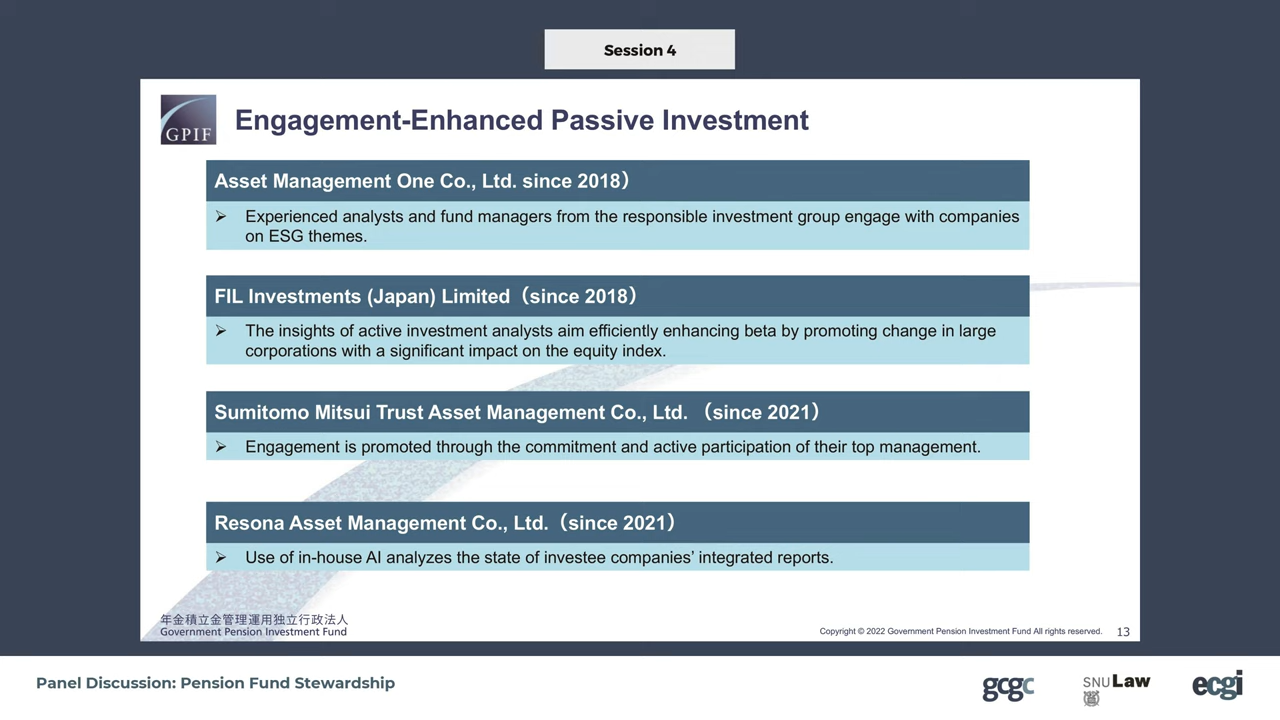 Session 4
GPIF
Engagement-Enhanced Passive Investment
Asset Management One Co., Ltd. since 2018）
➢ Experienced analysts and fund managers from the responsible investment group engage with companies
on ESG themes.
FIL Investments (Japan) Limited（since 2018）
➢ The insights of active investment analysts aim efficiently enhancing beta by promoting change in large
corporations with a significant impact on the equity index.
Sumitomo Mitsui Trust Asset Management Co., Ltd. （since 2021）
➢ Engagement is promoted through the commitment and active participation of their top management.
Resona Asset Management Co., Ltd.（since 2021）
➢ Use of in-house AI analyzes the state of investee companies’ integrated reports.
年金積立金管理運用独立行政法人
Government Pension Investment Fund
Copyright © 2022 Government Pension Investment Fund All rights reserved. 13
Panel Discussion: Pension Fund Stewardship
gcgc
SNU Law
ecgi